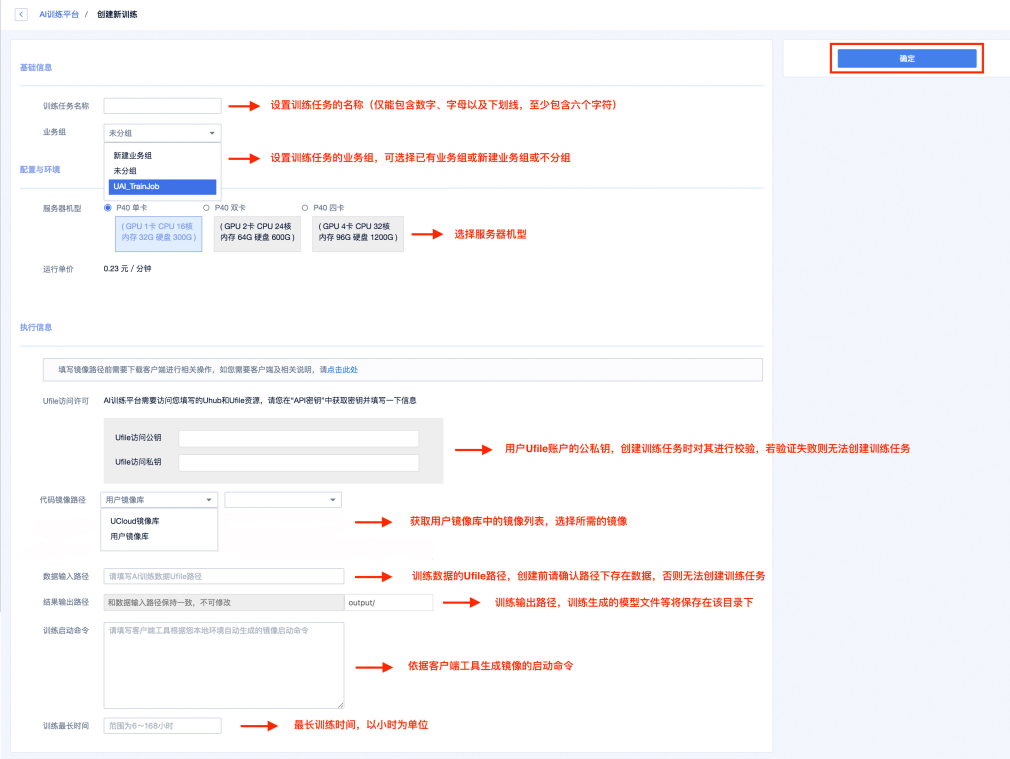 AI训练平台 / 创建新训练
确定
基础信息
训练任务名称
设置训练任务的名称（仅能包含数字、字母以及下划线，至少包含六个字符）
业务组
未分组
新建业务组
未分组
UAI_TrainJob
设置训练任务的业务组，可选择已有业务组或新建业务组或不分组
配置与环境
服务器机型
P40 单卡
P40 双卡
P40 四卡
( GPU 1卡 CPU 16核
内存 32G 硬盘 300G )
( GPU 2卡 CPU 24核
内存 64G 硬盘 600G )
( GPU 4卡 CPU 32核
内存 96G 硬盘 1200G )
选择服务器机型
运行单价
0.23 元 / 分钟
执行信息
填写镜像路径前需要下载客户端进行相关操作，如您需要客户端及相关说明，请点击此处
Ufile访问许可
AI训练平台需要访问您填写的Uhub和Ufile资源，请您在"API密钥"中获取密钥并填写一下信息
Ufile访问公钥
Ufile访问私钥
用户Ufile账户的公私钥，创建训练任务时对其进行校验，若验证失败则无法创建训练任务
代码镜像路径
用户镜像库
UCloud镜像库
用户镜像库
获取用户镜像库中的镜像列表，选择所需的镜像
数据输入路径
请填写AI训练数据Ufile路径
训练数据的Ufile路径，创建前请确认路径下存在数据，否则无法创建训练任务
结果输出路径
和数据输入路径保持一致，不可修改
output/
训练输出路径，训练生成的模型文件等将保存在该目录下
训练启动命令
请填写客户端工具根据您本地环境自动生成的镜像启动命令
依据客户端工具生成镜像的启动命令
训练最长时间
范围为6～168小时
最长训练时间，以小时为单位